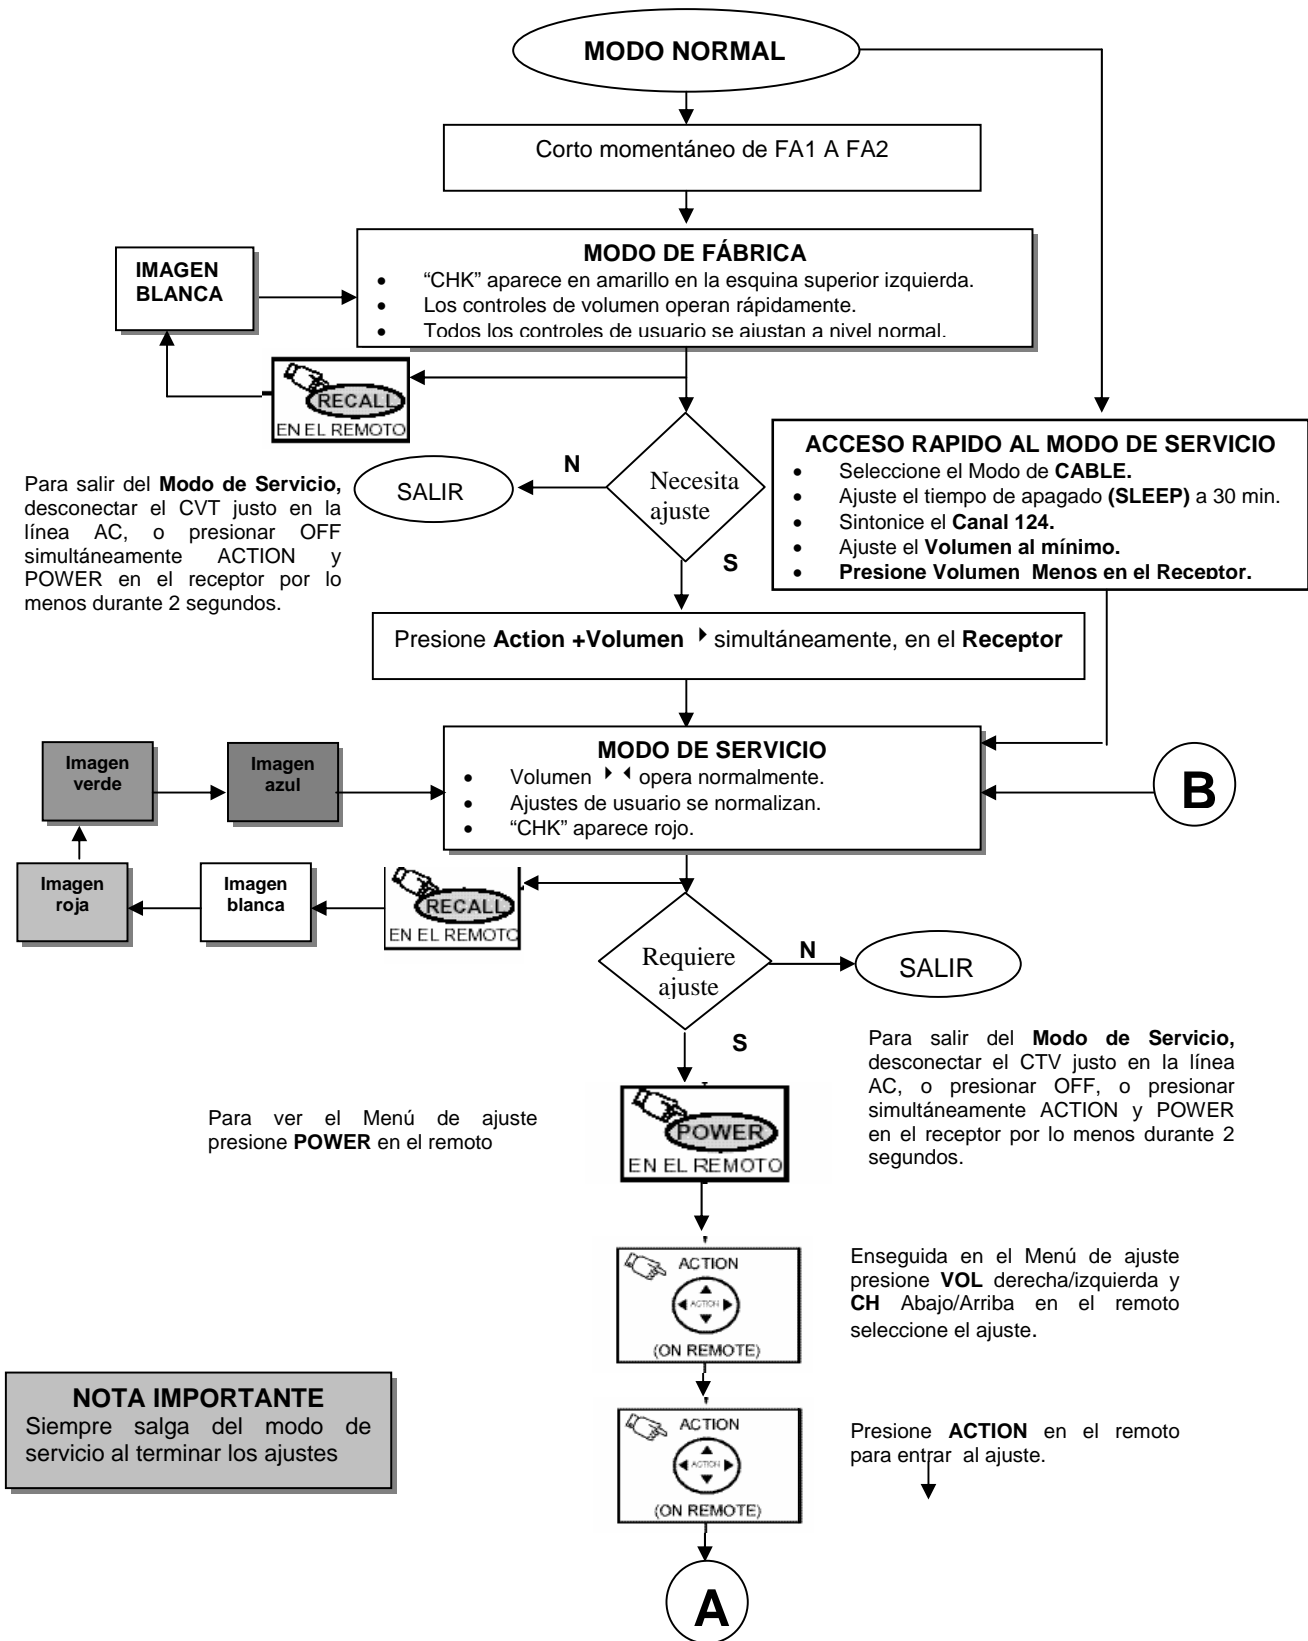 MODO NORMAL
Corto momentáneo de FA1 A FA2
MODO DE FÁBRICA
• “CHK” aparece en amarillo en la esquina superior izquierda.
• Los controles de volumen operan rápidamente.
• Todos los controles de usuario se ajustan a nivel normal.
IMAGEN
BLANCA
RECALL
EN EL REMOTO
ACCESO RAPIDO AL MODO DE SERVICIO
• Seleccione el Modo de CABLE.
• Ajuste el tiempo de apagado (SLEEP) a 30 min.
• Sintonice el Canal 124.
• Ajuste el Volumen al mínimo.
• Presione Volumen Menos en el Receptor.
Necesita
ajuste
N
SALIR
S
Para salir del Modo de Servicio,
desconectar el CVT justo en la
línea AC, o presionar OFF
simultáneamente ACTION y
POWER en el receptor por lo
menos durante 2 segundos.
Presione Action +Volumen simultáneamente, en el Receptor
MODO DE SERVICIO
• Volumen opera normalmente.
• Ajustes de usuario se normalizan.
• “CHK” aparece rojo.
Imagen
verde
Imagen
azul
B
Imagen
roja
Imagen
blanca
RECALL
EN EL REMOTO
Requiere
ajuste
N
SALIR
S
Para salir del Modo de Servicio,
desconectar el CTV justo en la línea
AC, o presionar OFF, o presionar
simultáneamente ACTION y POWER
en el receptor por lo menos durante 2
segundos.
Para ver el Menú de ajuste
presione POWER en el remoto
POWER
EN EL REMOTO
ACTION
ACTION
(ON REMOTE)
Enseguida en el Menú de ajuste
presione VOL derecha/izquierda y
CH Abajo/Arriba en el remoto
seleccione el ajuste.
NOTA IMPORTANTE
Siempre salga del modo de
servicio al terminar los ajustes
ACTION
ACTION
(ON REMOTE)
Presione ACTION en el remoto
para entrar al ajuste.
A